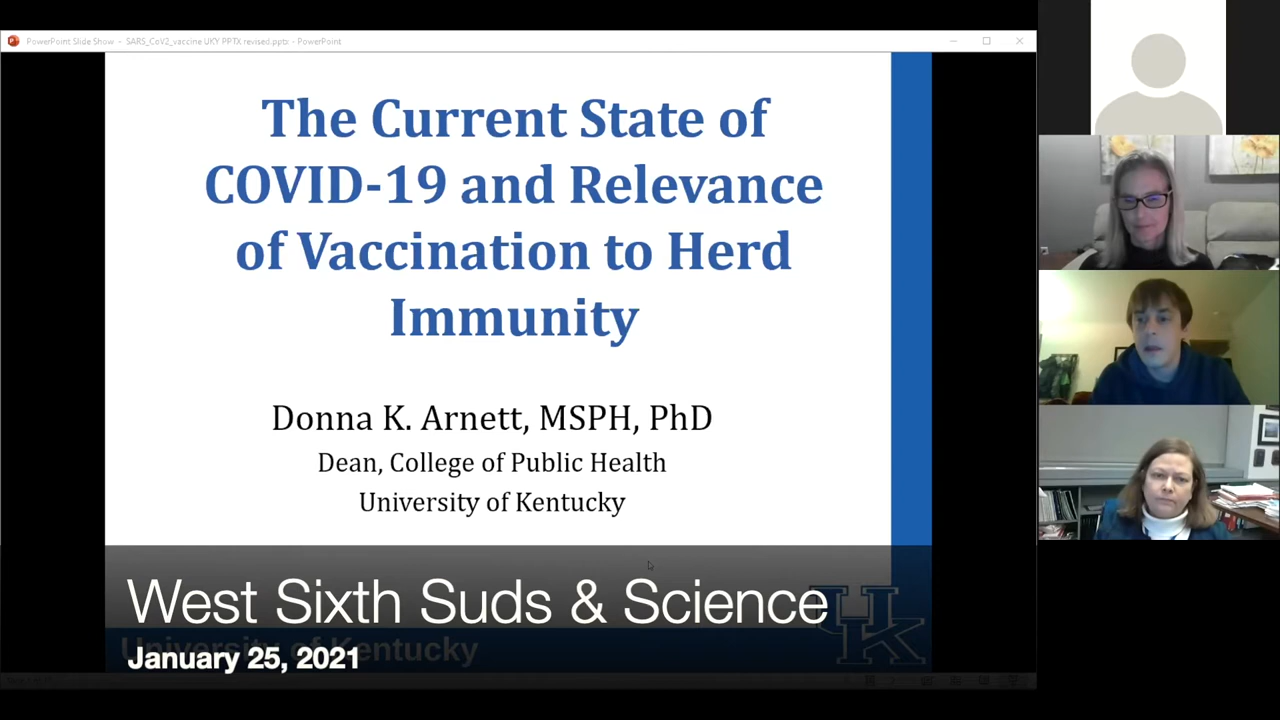 PowerPoint Slide Show - SARS_CoV2_vaccine UKY PPTX revised.pptx - PowerPoint
The Current State of
COVID-19 and Relevance
of Vaccination to Herd
Immunity
Donna K. Arnett, MSPH, PhD
Dean, College of Public Health
University of Kentucky
West Sixth Suds & Science
University of Kentucky
January 25, 2021
UK